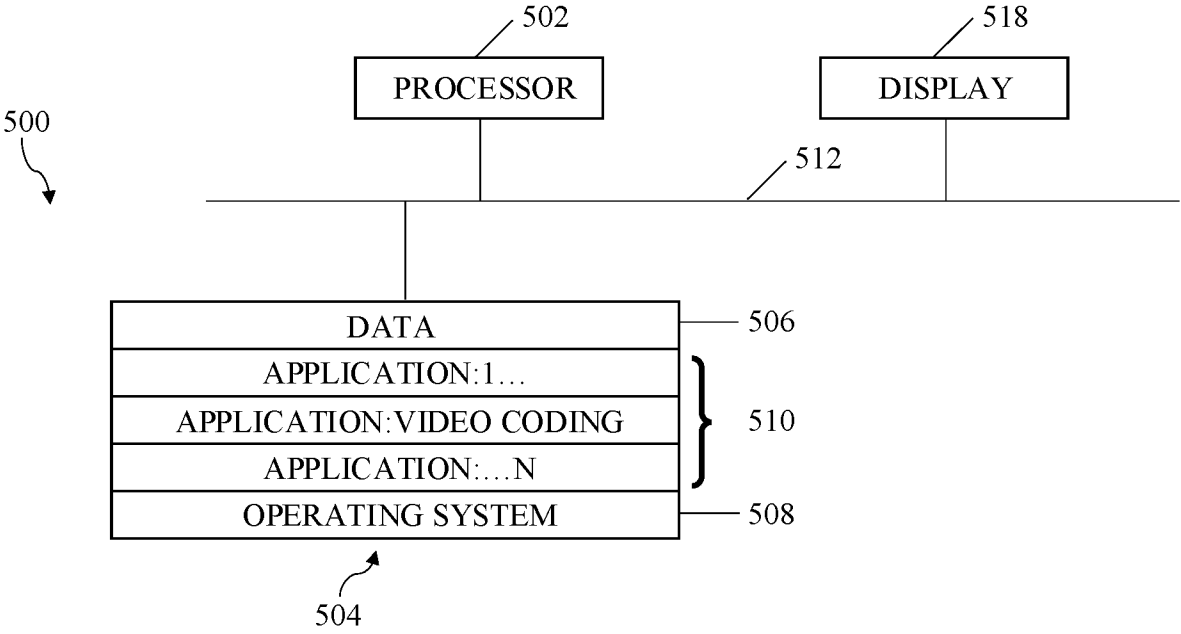 502
518
PROCESSOR
DISPLAY
500
512
DATA
506
APPLICATION:1...
APPLICATION:VIDEO CODING
510
APPLICATION:...N
OPERATING SYSTEM
508
504